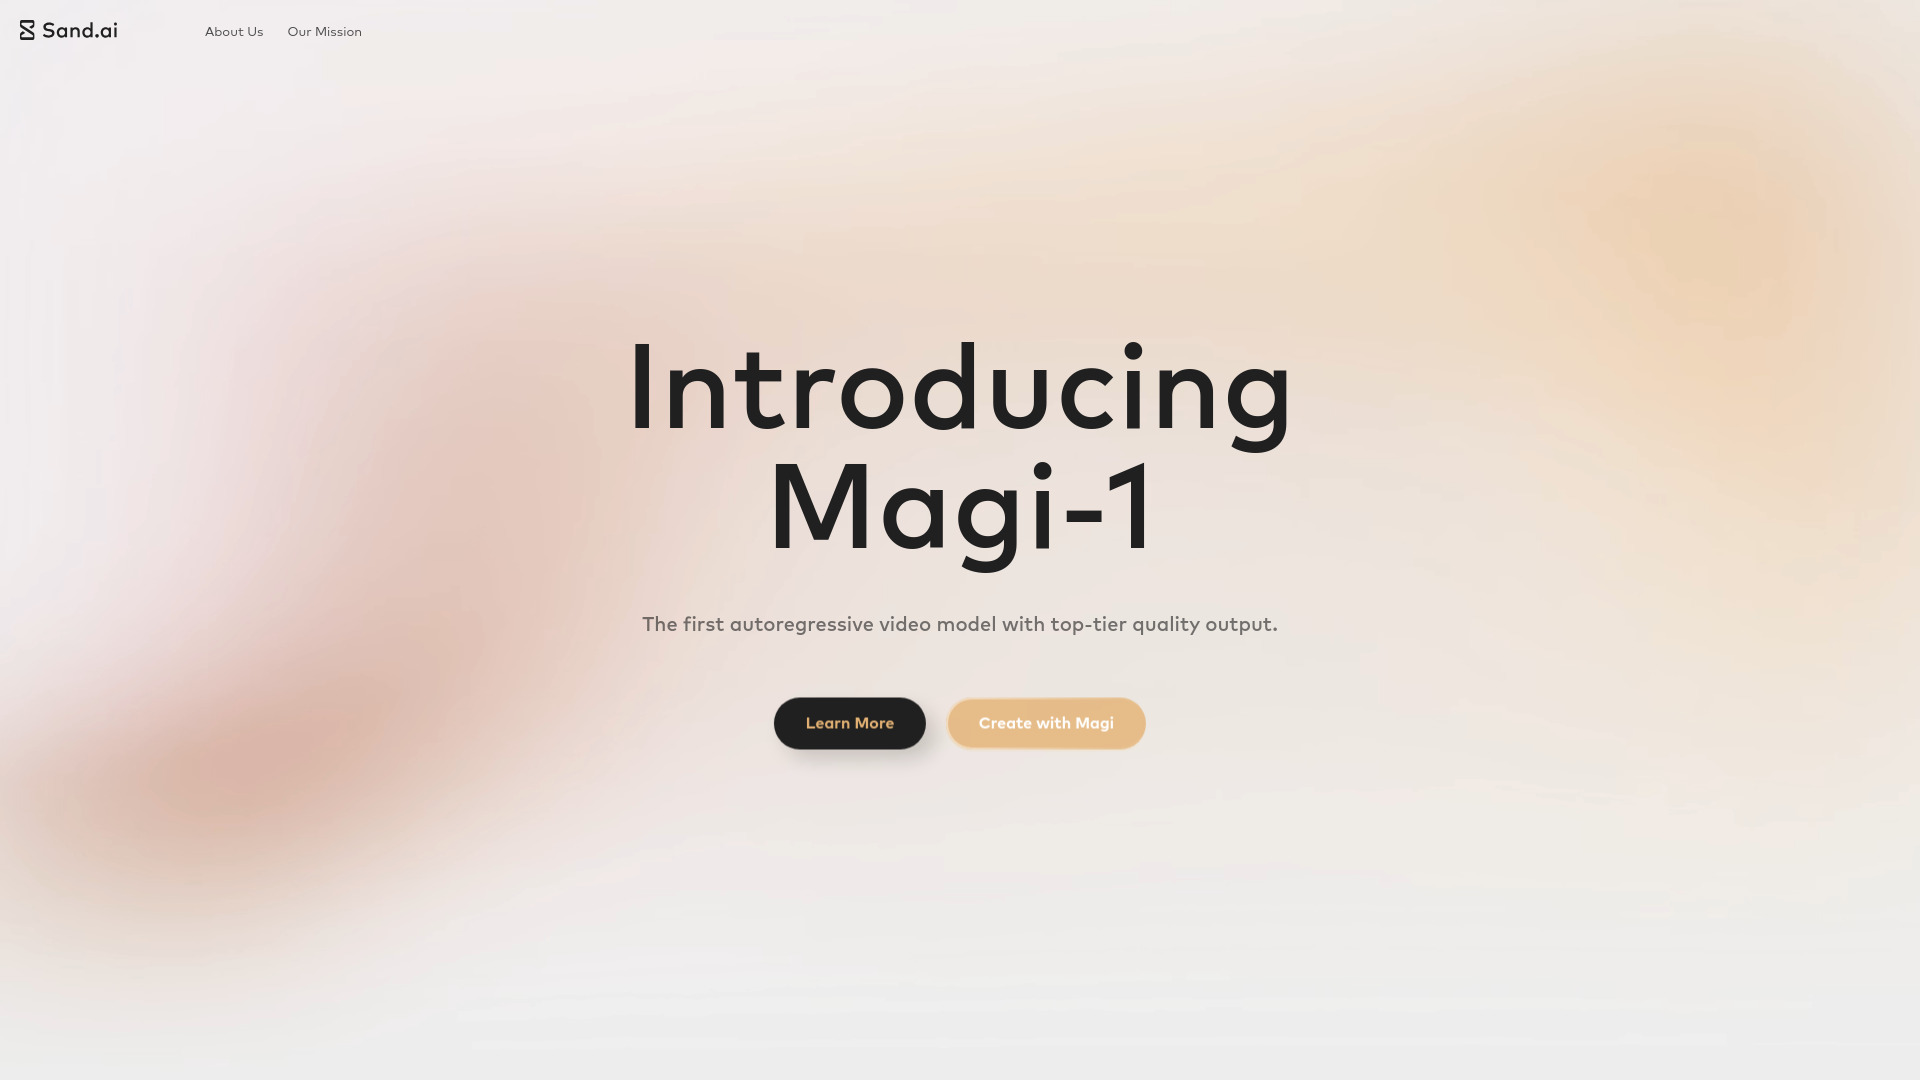 Sand.ai
About Us
Our Mission
Introducing
Magi-1
The first autoregressive video model with top-tier quality output.
Learn More
Create with Magi